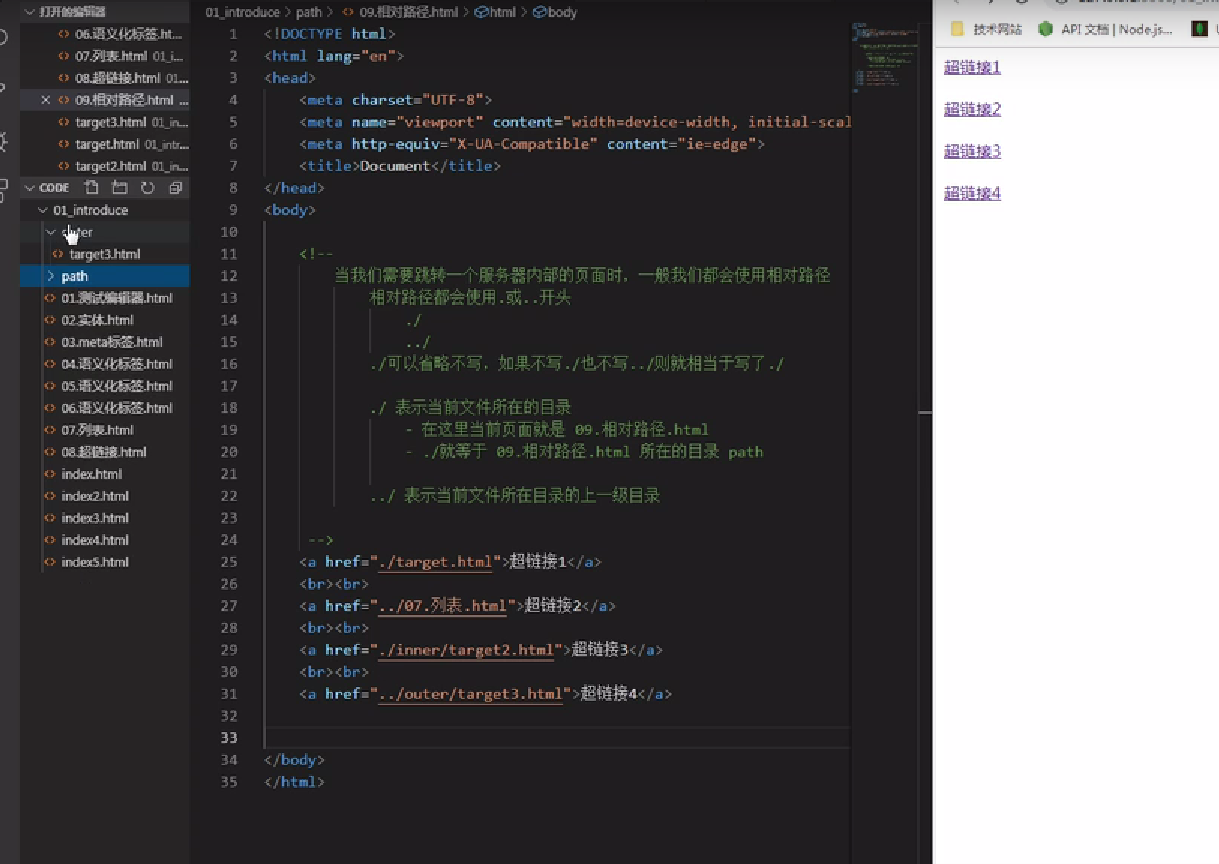 打开的编辑器
06.语义化标签.ht...
07.列表.html 01_i...
08.超链接.html 01...
09.相对路径.html ...
target3.html 01_in...
target.html 01_intr...
target2.html 01_in...
CODE
01_introduce
target3.html
path
01.测试编辑器.html
02.实体.html
03.meta标签.html
04.语义化标签.html
05.语义化标签.html
06.语义化标签.html
07.列表.html
08.超链接.html
index.html
index2.html
index3.html
index4.html
index5.html
01_introduce > path > 09.相对路径.html > html > body
1 <!DOCTYPE html>
2 <html lang="en">
3 <head>
4 <meta charset="UTF-8">
5 <meta name="viewport" content="width=device-width, initial-scal
6 <meta http-equiv="X-UA-Compatible" content="ie=edge">
7 <title>Document</title>
8 </head>
9 <body>
10
11 <!--
12 当我们需要跳转一个服务器内部的页面时，一般我们都会使用相对路径
13 相对路径都会使用.或..开头
14 ./
15 ../
16 ./可以省略不写，如果不写./也不写../则就相当于写了./
17
18 ./ 表示当前文件所在的目录
19 - 在这里当前页面就是 09.相对路径.html
20 - ./就等于 09.相对路径.html 所在的目录 path
21
22 ../ 表示当前文件所在目录的上一级目录
23
24 -->
25 <a href="./target.html">超链接1</a>
26 <br><br>
27 <a href="../07.列表.html">超链接2</a>
28 <br><br>
29 <a href="./inner/target2.html">超链接3</a>
30 <br><br>
31 <a href="../outer/target3.html">超链接4</a>
32
33
34 </body>
35 </html>
技术网站 API 文档 | Node.js...
超链接1
超链接2
超链接3
超链接4